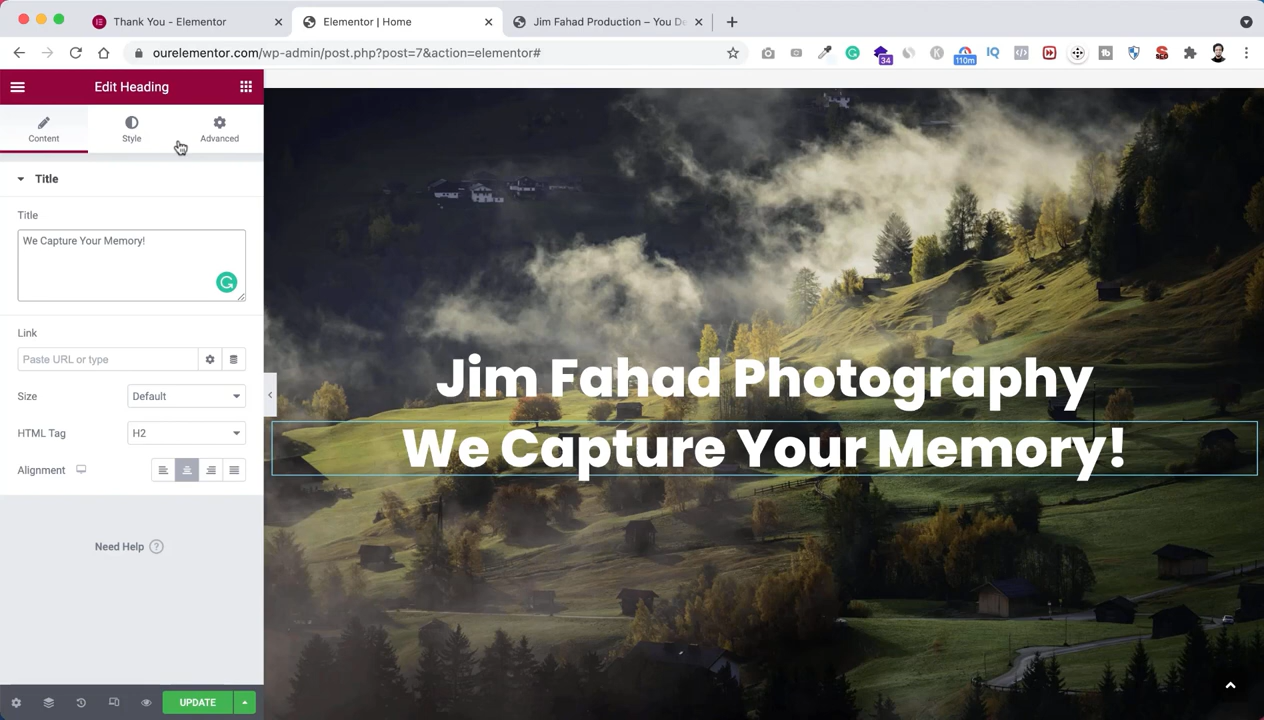 Thank You - Elementor
Elementor | Home
Jim Fahad Production – You De
ourelementor.com/wp-admin/post.php?post=7&action=elementor#
34
110m
IQ
Edit Heading
Content
Style
Advanced
Title
Title
We Capture Your Memory!
Link
Paste URL or type
Size
Default
HTML Tag
H2
Alignment
Need Help ?
UPDATE
Jim Fahad Photography
We Capture Your Memory!